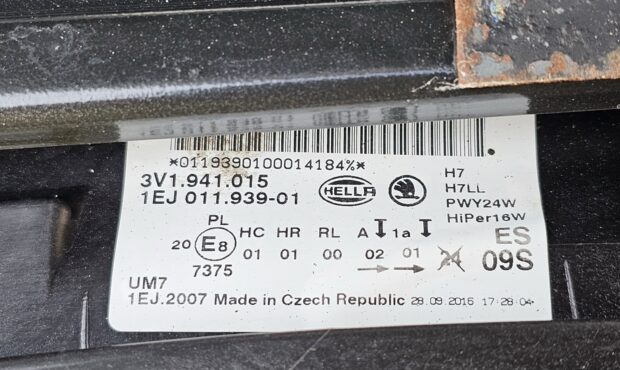 *0119390100014184%*
3V1.941.015
1EJ 011.939-01
HELLA
H7
H7LL
PWY24W
HiPer16W
PL
20 E8 HC HR RL A 1a ES
7375 01 01 00 02 01 24 09S
UM7
1EJ.2007 Made in Czech Republic 28.09.2016 17:28:04